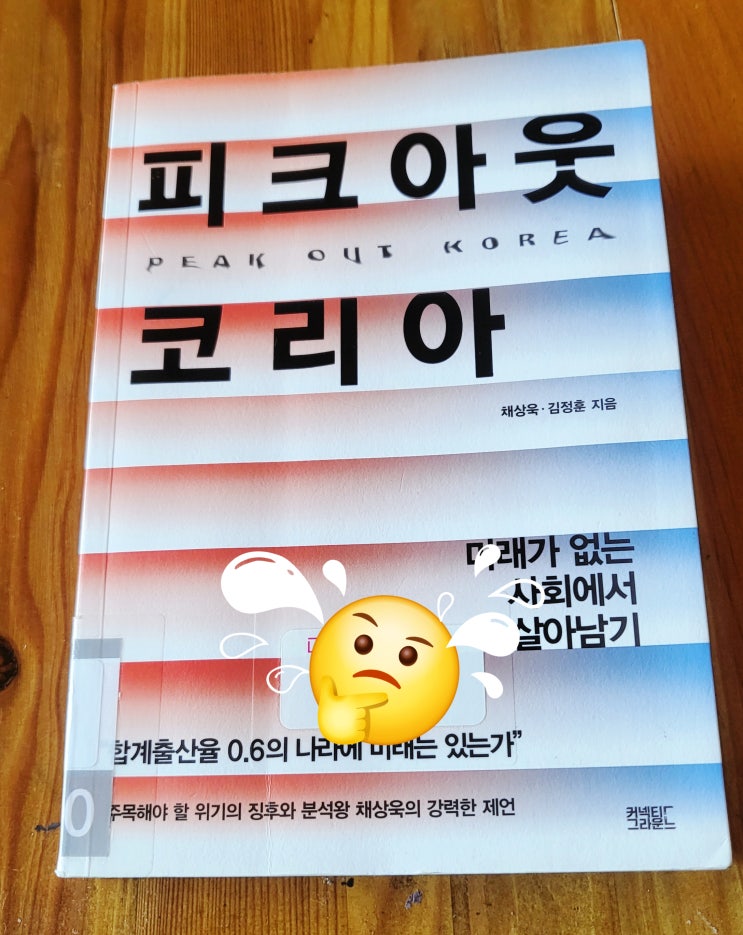 피크아웃
PEAK OUT KOREA
코리아
채상욱·김정훈 지음
미래가 없는
사회에서
살아남기
합계출산율 0.6의 나라에 미래는 있는가”
주목해야 할 위기의 징후와 분석왕 채상욱의 강력한 제언
커넥티드
그라운드
0